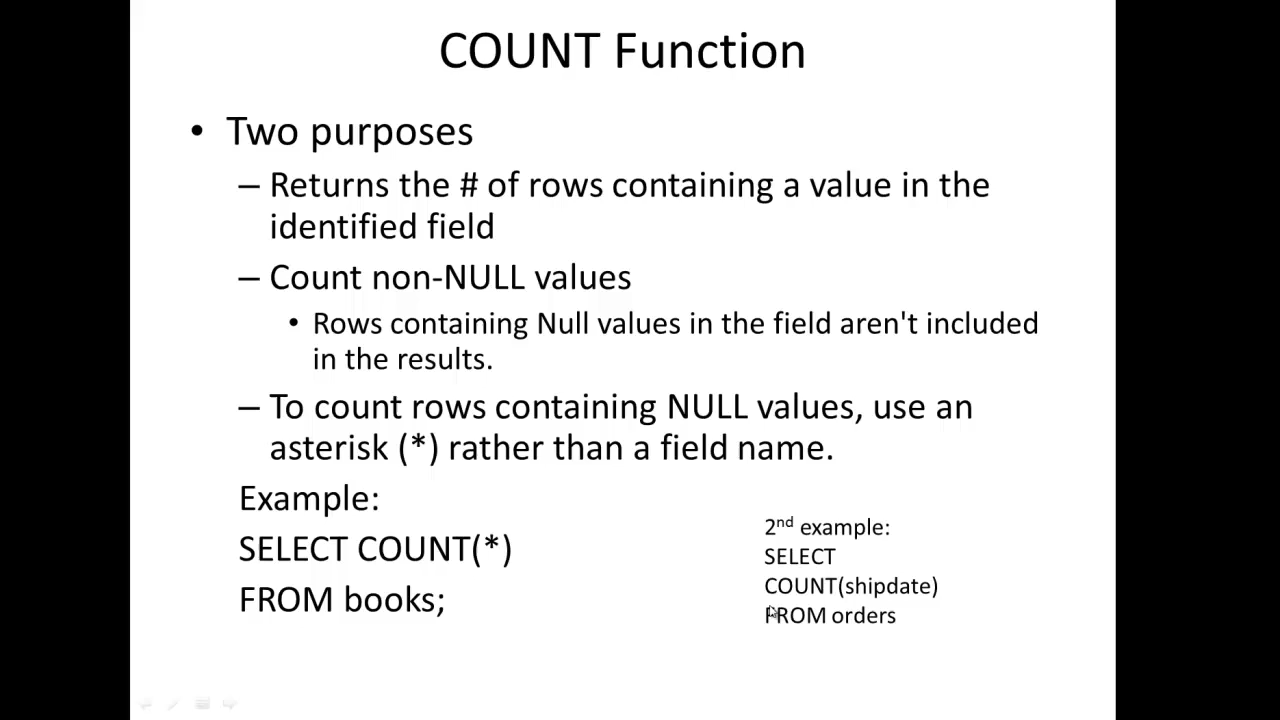 COUNT Function
• Two purposes
– Returns the # of rows containing a value in the
identified field
– Count non-NULL values
• Rows containing Null values in the field aren't included
in the results.
– To count rows containing NULL values, use an
asterisk (*) rather than a field name.
Example:
SELECT COUNT(*)
FROM books;
2nd example:
SELECT
COUNT(shipdate)
FROM orders